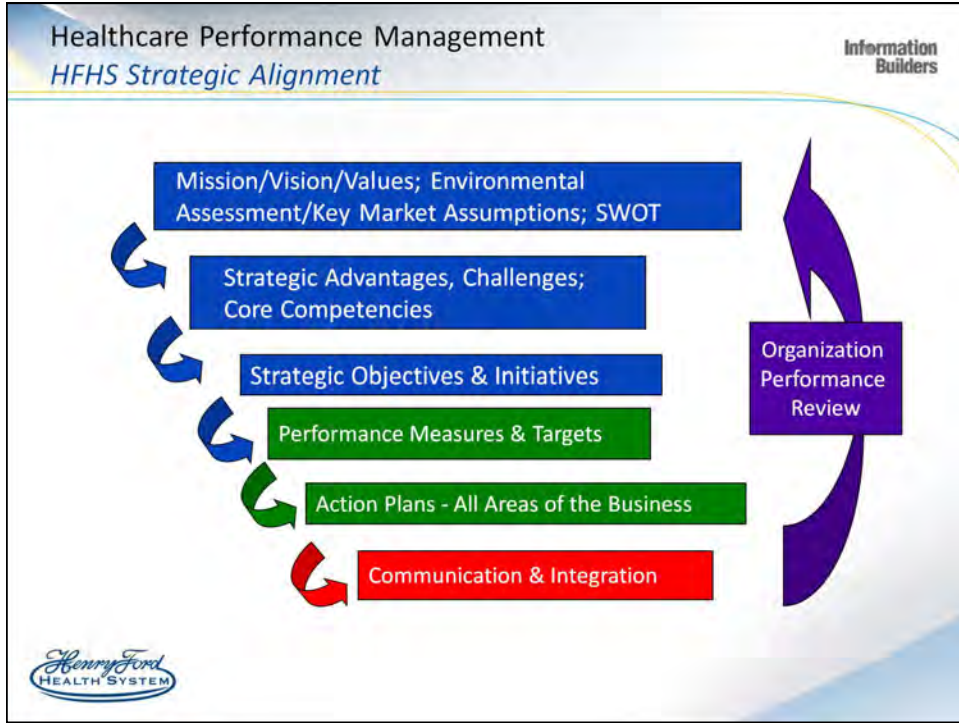 Healthcare Performance Management
HFHS Strategic Alignment
Information
Builders
Mission/Vision/Values; Environmental
Assessment/Key Market Assumptions; SWOT
Strategic Advantages, Challenges;
Core Competencies
Strategic Objectives & Initiatives
Performance Measures & Targets
Action Plans - All Areas of the Business
Communication & Integration
Organization
Performance
Review
Henry Ford
HEALTH SYSTEM